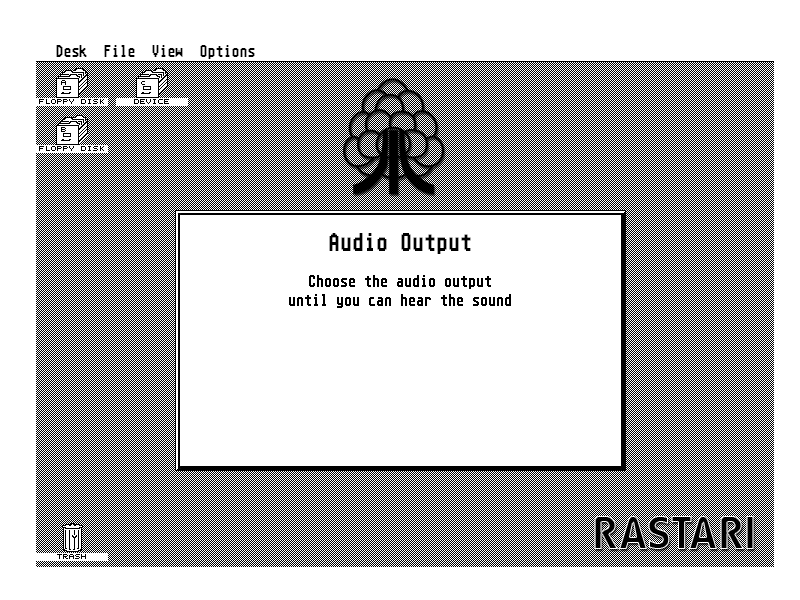 Desk File View Options
A
FLOPPY DISK
C
DEVICE
B
FLOPPY DISK
Audio Output
Choose the audio output
until you can hear the sound
TRASH
RASTARI